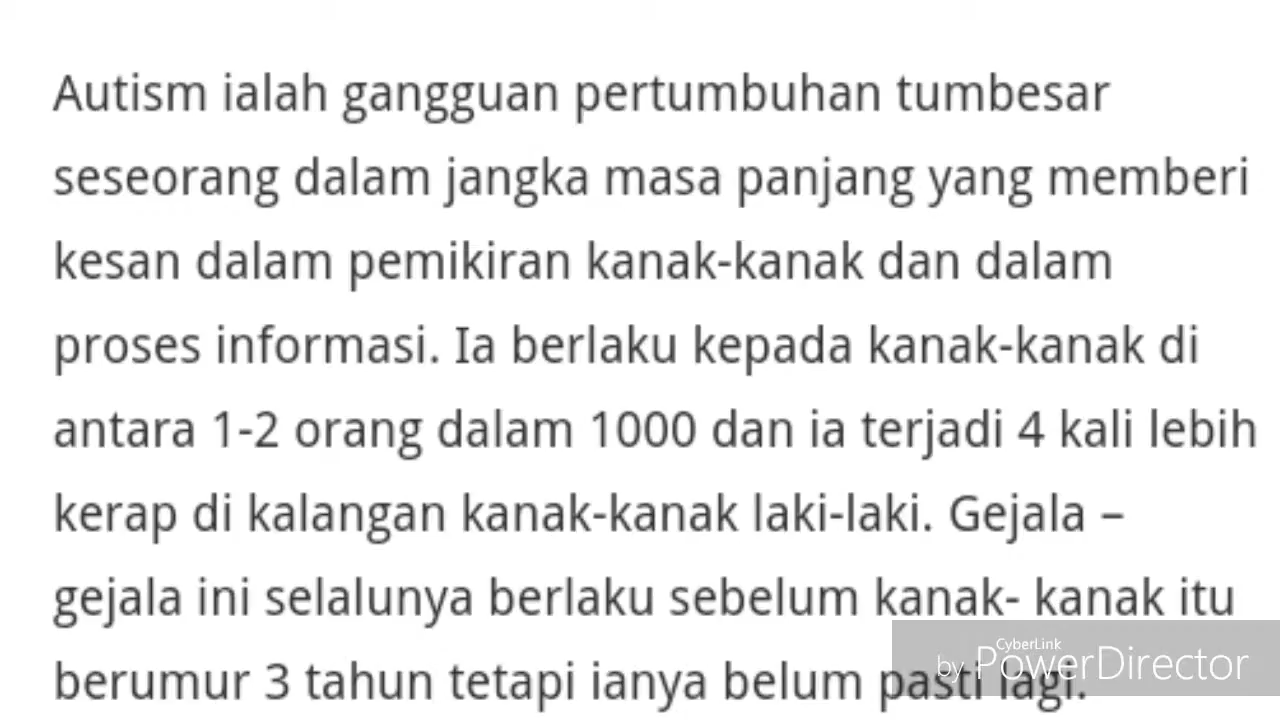 Autism ialah gangguan pertumbuhan tumbesar
seseorang dalam jangka masa panjang yang memberi
kesan dalam pemikiran kanak-kanak dan dalam
proses informasi. Ia berlaku kepada kanak-kanak di
antara 1-2 orang dalam 1000 dan ia terjadi 4 kali lebih
kerap di kalangan kanak-kanak laki-laki. Gejala –
gejala ini selalunya berlaku sebelum kanak- kanak itu
berumur 3 tahun tetapi ianya belum pasti lagi.
CyberLink
by PowerDirector